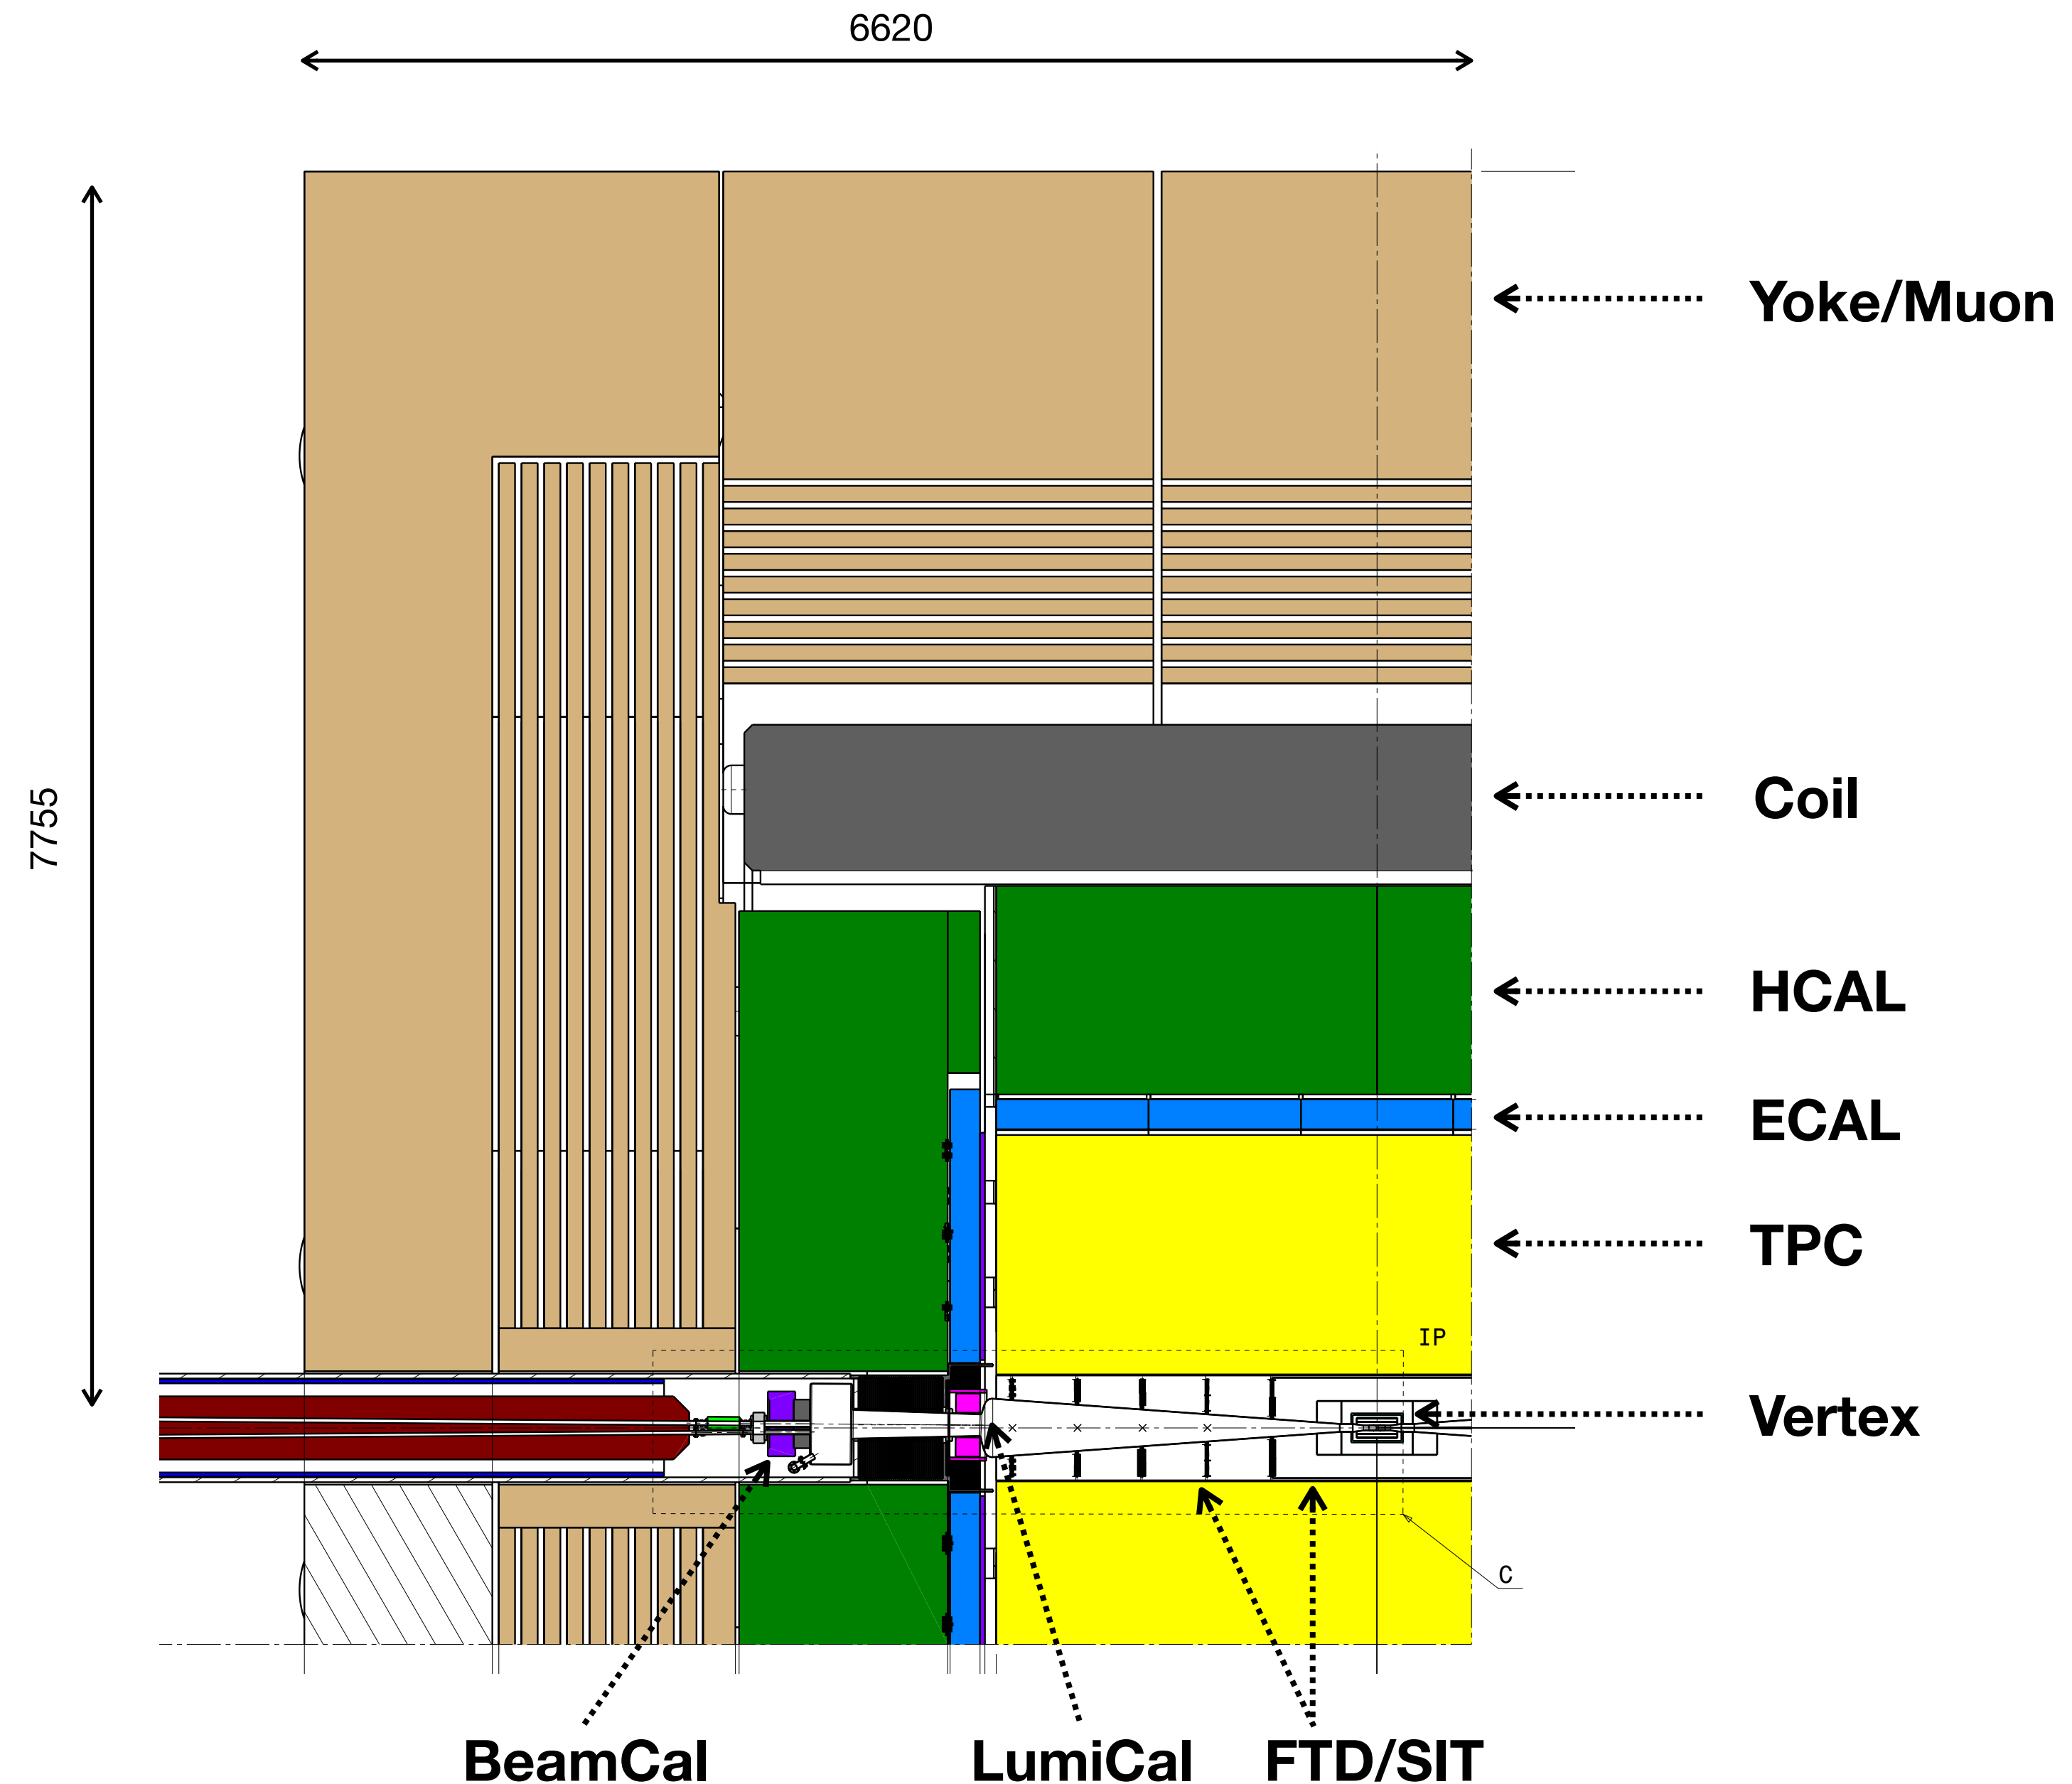 6620
7755
Yoke/Muon
Coil
HCAL
ECAL
TPC
IP
Vertex
C
BeamCal
LumiCal
FTD/SIT